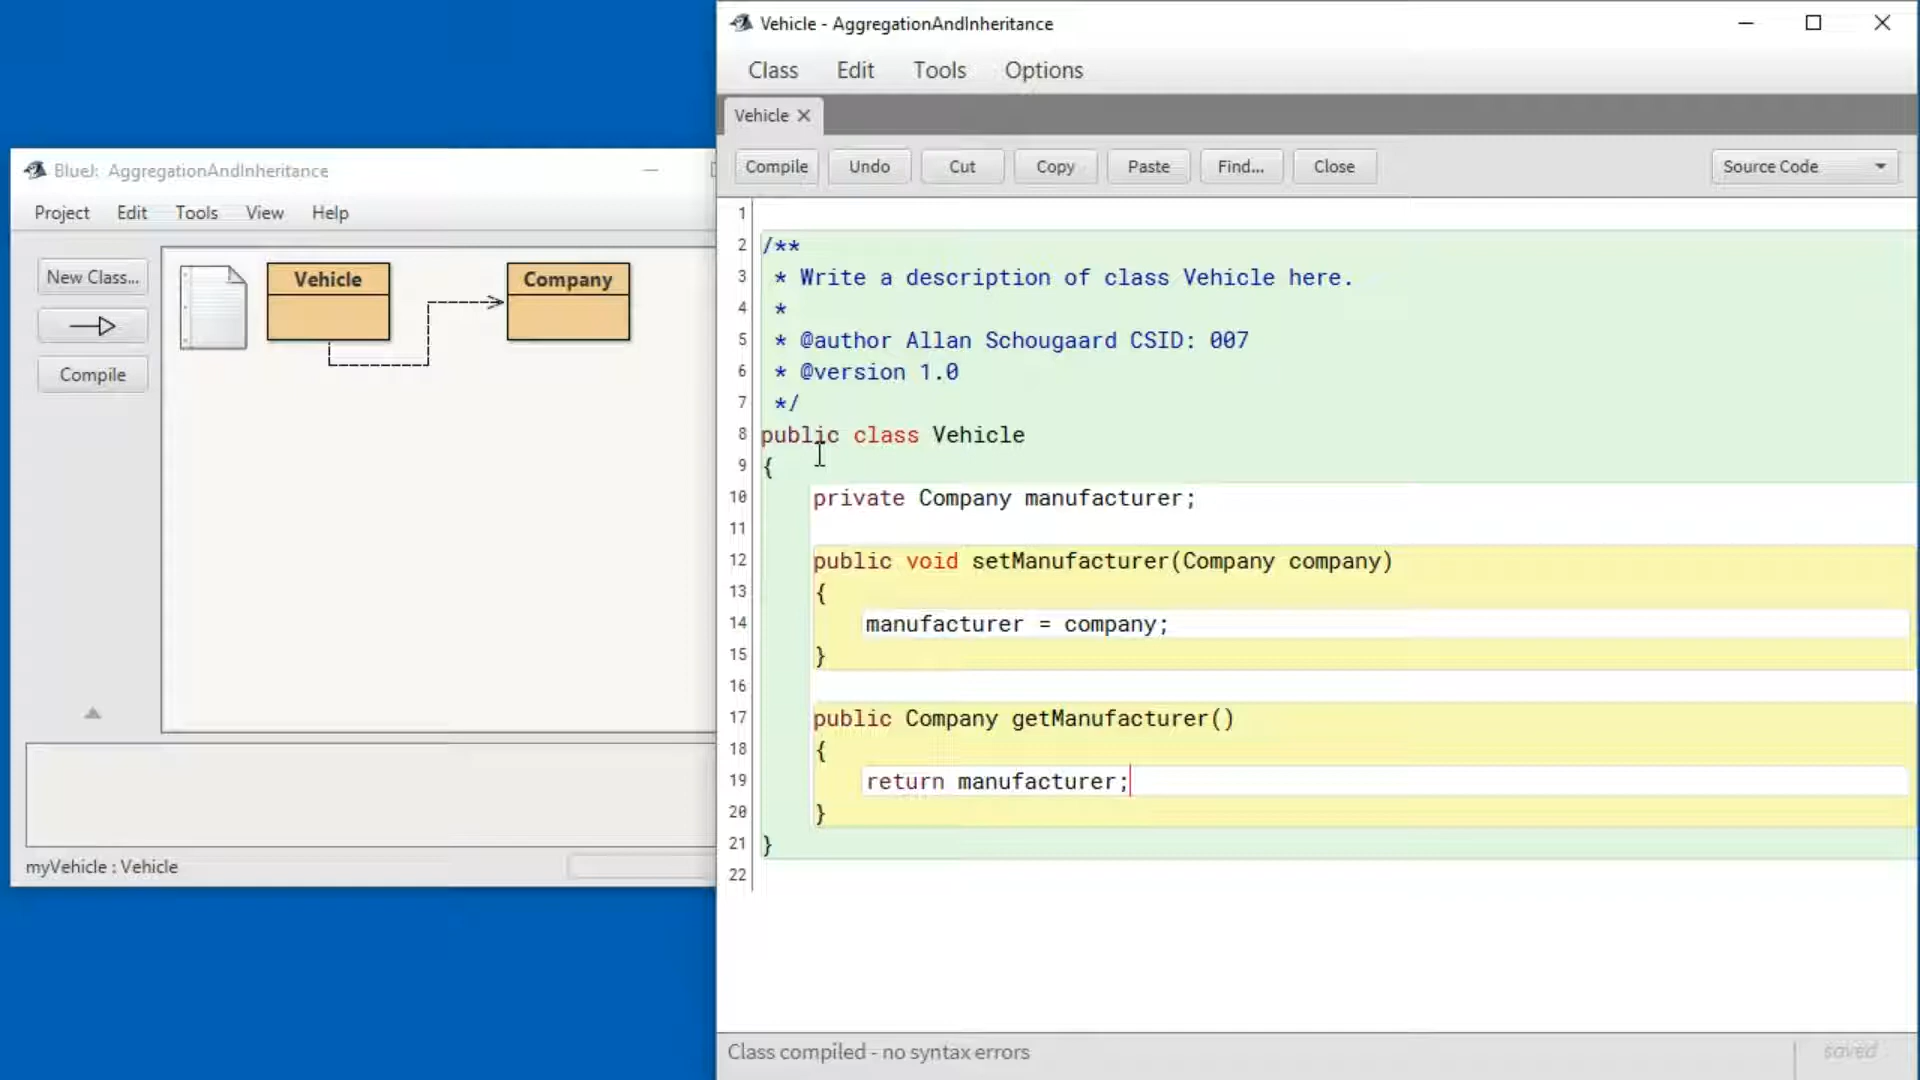 BlueJ: AggregationAndInheritance
Project Edit Tools View Help
New Class...
Compile
Vehicle
Company
myVehicle : Vehicle
Vehicle - AggregationAndInheritance
Class Edit Tools Options
Vehicle
Compile Undo Cut Copy Paste Find... Close Source Code
1
2 /**
3 * Write a description of class Vehicle here.
4 *
5 * @author Allan Schougaard CSID: 007
6 * @version 1.0
7 */
8 public class Vehicle
9 {
10 private Company manufacturer;
11
12 public void setManufacturer(Company company)
13 {
14 manufacturer = company;
15 }
16
17 public Company getManufacturer()
18 {
19 return manufacturer;
20 }
21 }
22
Class compiled - no syntax errors
saved